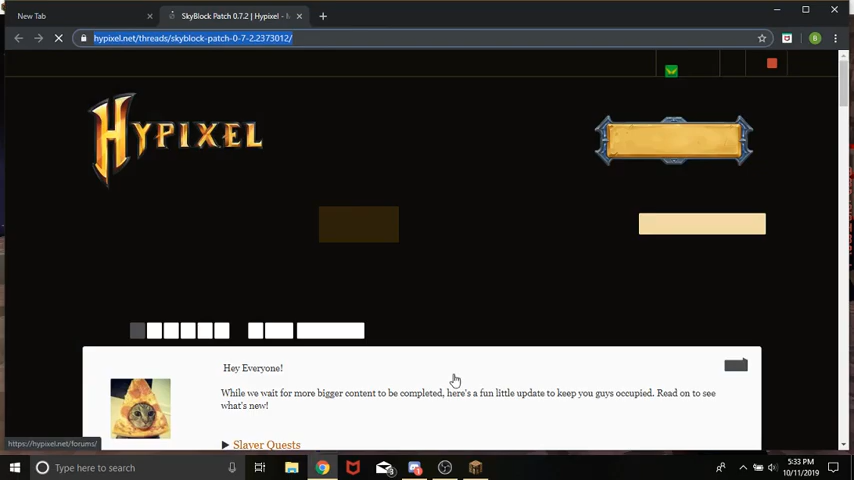 New Tab
SkyBlock Patch 0.7.2 | Hypixel -
hypixel.net/threads/skyblock-patch-0-7-2.2373012/
B
HYPIXEL
Hey Everyone!
While we wait for more bigger content to be completed, here's a fun little update to keep you guys occupied. Read on to see
what's new!
Slayer Quests
https://hypixel.net/forums/
Type here to search
5:33 PM
10/11/2019